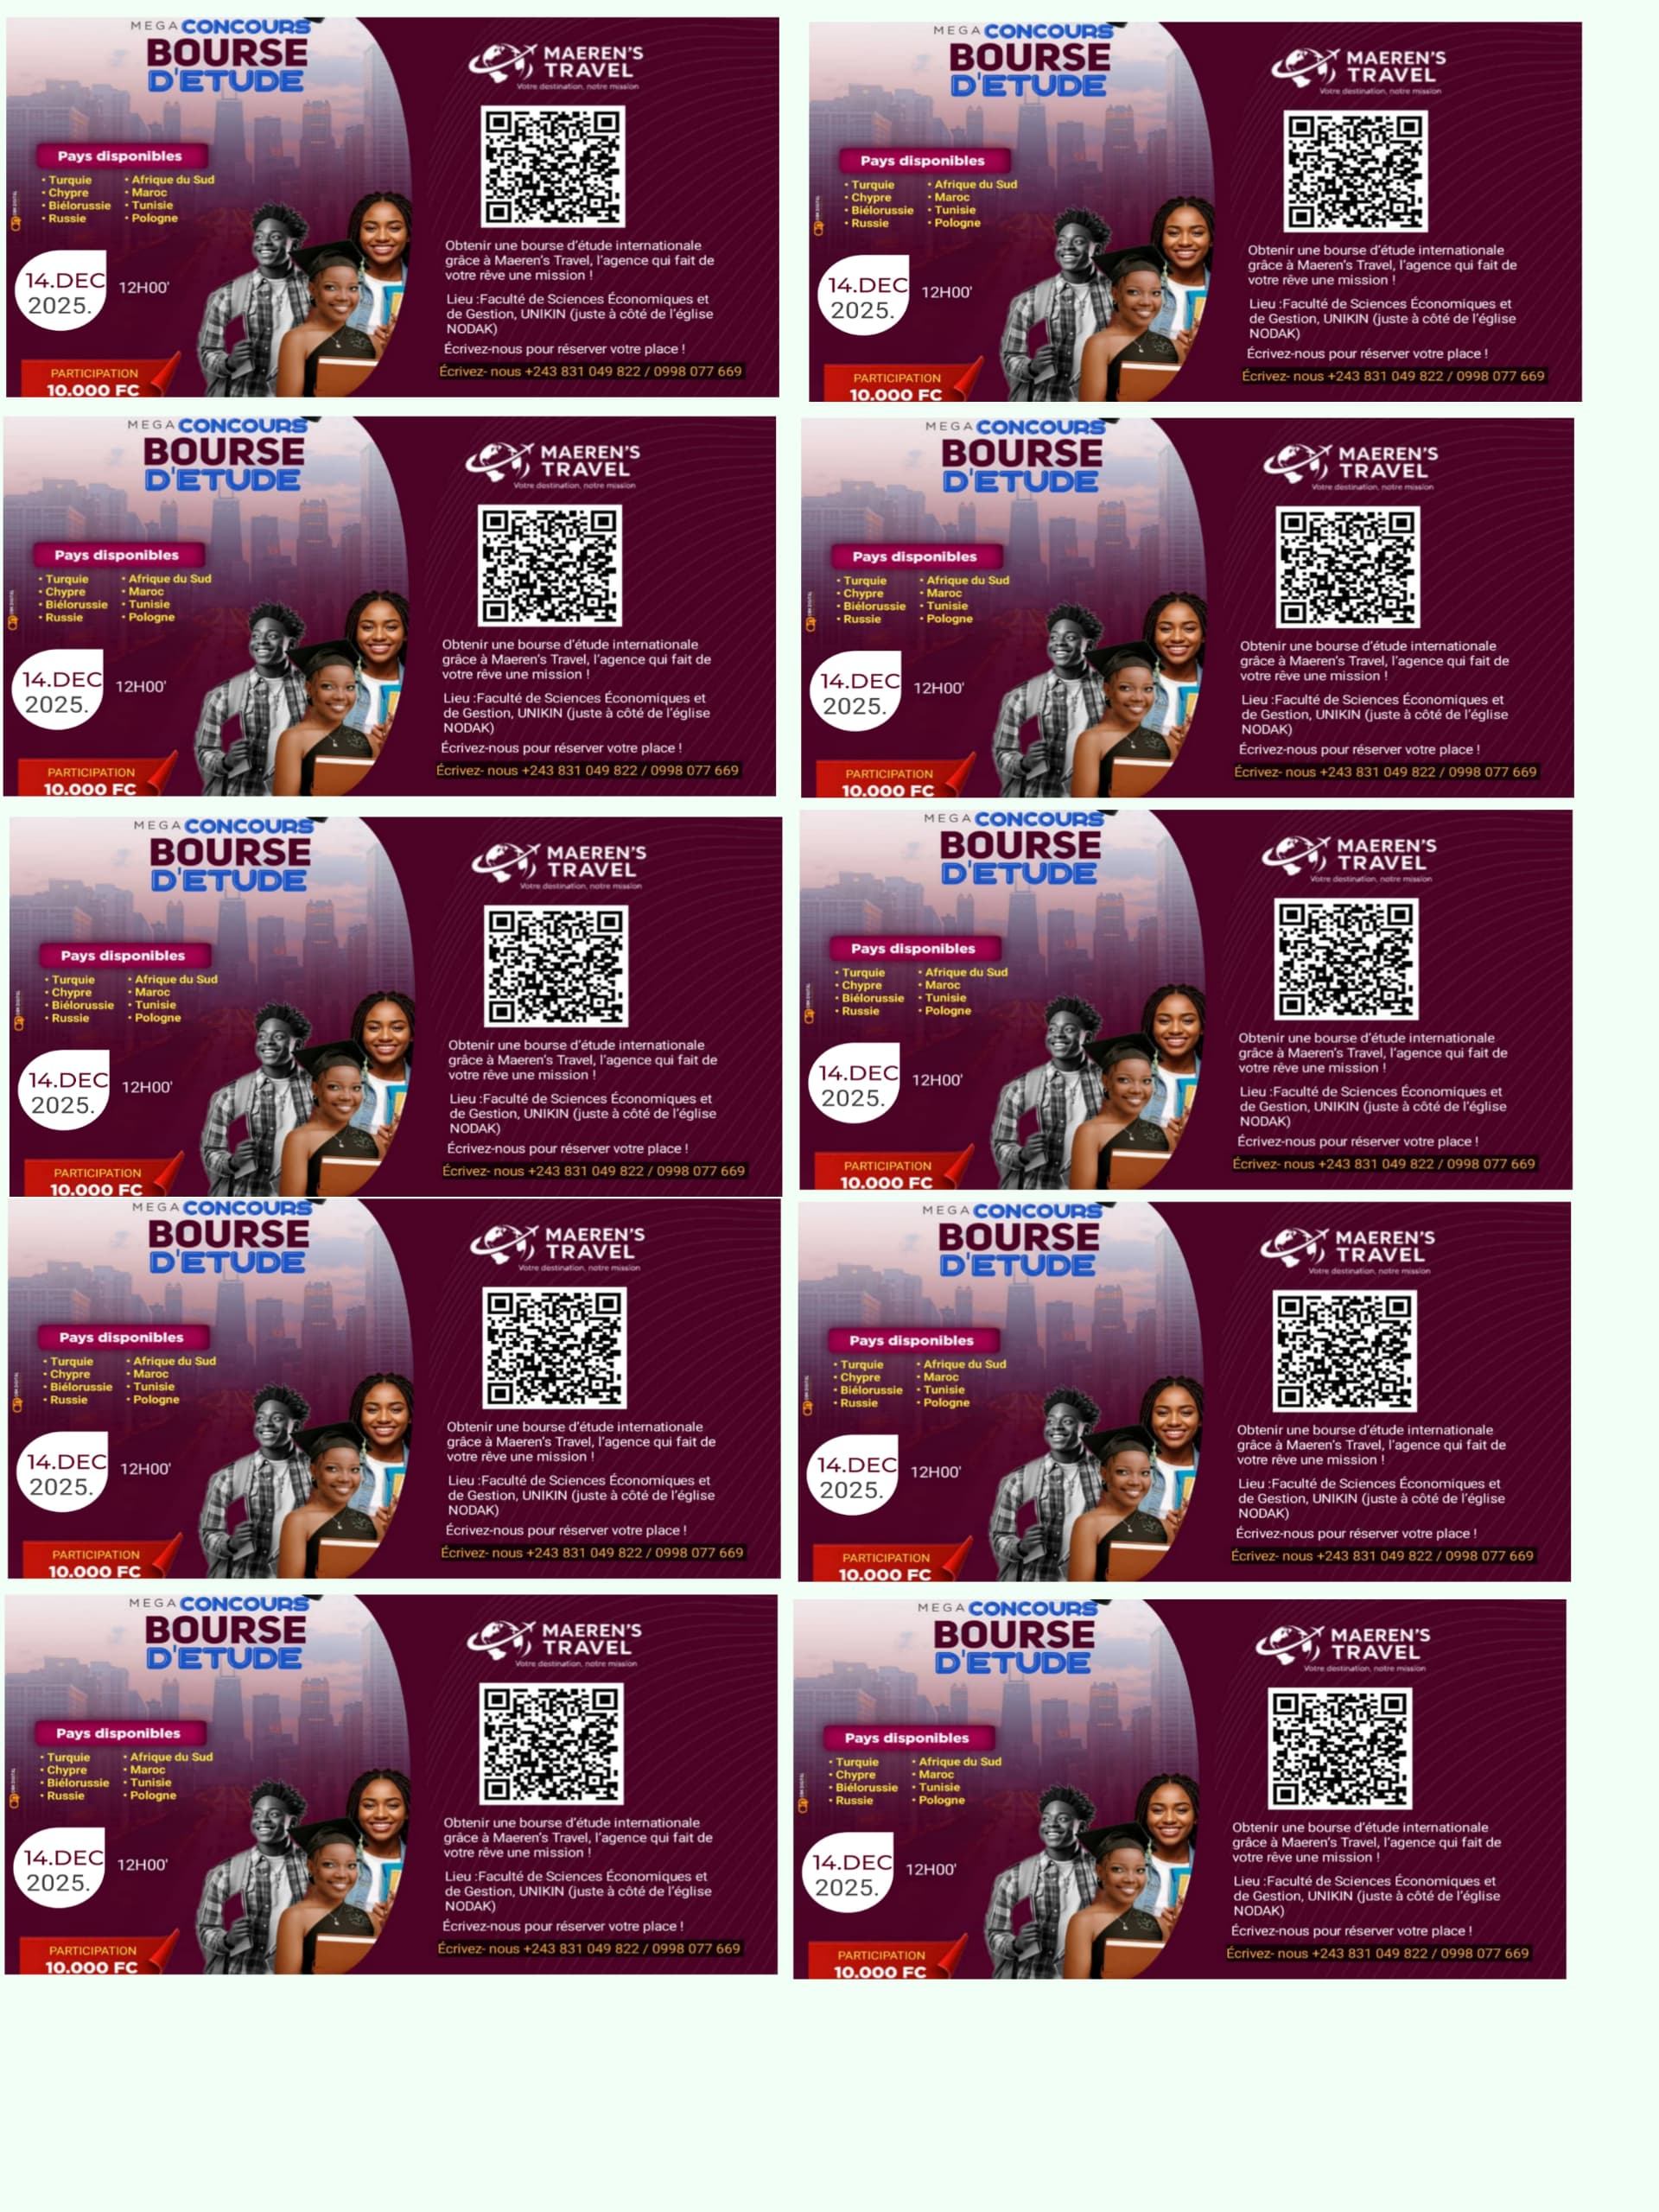 MEGA CONCOURS
BOURSE
D'ETUDE
Pays disponibles
• Turquie • Afrique du Sud
• Chypre • Maroc
• Biélorussie • Tunisie
• Russie • Pologne
14.DEC
2025.
12H00'
PARTICIPATION
10.000 FC
MAEREN'S
TRAVEL
Votre destination, notre mission
Obtenir une bourse d'étude internationale
grâce à Maeren's Travel, l'agence qui fait de
votre rêve une mission !
Lieu :Faculté de Sciences Économiques et
de Gestion, UNIKIN (juste à côté de l'église
NODAK)
Écrivez-nous pour réserver votre place !
Écrivez- nous +243 831 049 822 / 0998 077 669
MEGA CONCOURS
BOURSE
D'ETUDE
Pays disponibles
• Turquie • Afrique du Sud
• Chypre • Maroc
• Biélorussie • Tunisie
• Russie • Pologne
14.DEC
2025.
12H00'
PARTICIPATION
10.000 FC
MAEREN'S
TRAVEL
Votre destination, notre mission
Obtenir une bourse d'étude internationale
grâce à Maeren's Travel, l'agence qui fait de
votre rêve une mission !
Lieu :Faculté de Sciences Économiques et
de Gestion, UNIKIN (juste à côté de l'église
NODAK)
Écrivez-nous pour réserver votre place !
Écrivez- nous +243 831 049 822 / 0998 077 669
MEGA CONCOURS
BOURSE
D'ETUDE
Pays disponibles
• Turquie • Afrique du Sud
• Chypre • Maroc
• Biélorussie • Tunisie
• Russie • Pologne
14.DEC
2025.
12H00'
PARTICIPATION
10.000 FC
MAEREN'S
TRAVEL
Votre destination, notre mission
Obtenir une bourse d'étude internationale
grâce à Maeren's Travel, l'agence qui fait de
votre rêve une mission !
Lieu :Faculté de Sciences Économiques et
de Gestion, UNIKIN (juste à côté de l'église
NODAK)
Écrivez-nous pour réserver votre place !
Écrivez- nous +243 831 049 822 / 0998 077 669
MEGA CONCOURS
BOURSE
D'ETUDE
Pays disponibles
• Turquie • Afrique du Sud
• Chypre • Maroc
• Biélorussie • Tunisie
• Russie • Pologne
14.DEC
2025.
12H00'
PARTICIPATION
10.000 FC
MAEREN'S
TRAVEL
Votre destination, notre mission
Obtenir une bourse d'étude internationale
grâce à Maeren's Travel, l'agence qui fait de
votre rêve une mission !
Lieu :Faculté de Sciences Économiques et
de Gestion, UNIKIN (juste à côté de l'église
NODAK)
Écrivez-nous pour réserver votre place !
Écrivez- nous +243 831 049 822 / 0998 077 669
MEGA CONCOURS
BOURSE
D'ETUDE
Pays disponibles
• Turquie • Afrique du Sud
• Chypre • Maroc
• Biélorussie • Tunisie
• Russie • Pologne
14.DEC
2025.
12H00'
PARTICIPATION
10.000 FC
MAEREN'S
TRAVEL
Votre destination, notre mission
Obtenir une bourse d'étude internationale
grâce à Maeren's Travel, l'agence qui fait de
votre rêve une mission !
Lieu :Faculté de Sciences Économiques et
de Gestion, UNIKIN (juste à côté de l'église
NODAK)
Écrivez-nous pour réserver votre place !
Écrivez- nous +243 831 049 822 / 0998 077 669
MEGA CONCOURS
BOURSE
D'ETUDE
Pays disponibles
• Turquie • Afrique du Sud
• Chypre • Maroc
• Biélorussie • Tunisie
• Russie • Pologne
14.DEC
2025.
12H00'
PARTICIPATION
10.000 FC
MAEREN'S
TRAVEL
Votre destination, notre mission
Obtenir une bourse d'étude internationale
grâce à Maeren's Travel, l'agence qui fait de
votre rêve une mission !
Lieu :Faculté de Sciences Économiques et
de Gestion, UNIKIN (juste à côté de l'église
NODAK)
Écrivez-nous pour réserver votre place !
Écrivez- nous +243 831 049 822 / 0998 077 669
MEGA CONCOURS
BOURSE
D'ETUDE
Pays disponibles
• Turquie • Afrique du Sud
• Chypre • Maroc
• Biélorussie • Tunisie
• Russie • Pologne
14.DEC
2025.
12H00'
PARTICIPATION
10.000 FC
MAEREN'S
TRAVEL
Votre destination, notre mission
Obtenir une bourse d'étude internationale
grâce à Maeren's Travel, l'agence qui fait de
votre rêve une mission !
Lieu :Faculté de Sciences Économiques et
de Gestion, UNIKIN (juste à côté de l'église
NODAK)
Écrivez-nous pour réserver votre place !
Écrivez- nous +243 831 049 822 / 0998 077 669
MEGA CONCOURS
BOURSE
D'ETUDE
Pays disponibles
• Turquie • Afrique du Sud
• Chypre • Maroc
• Biélorussie • Tunisie
• Russie • Pologne
14.DEC
2025.
12H00'
PARTICIPATION
10.000 FC
MAEREN'S
TRAVEL
Votre destination, notre mission
Obtenir une bourse d'étude internationale
grâce à Maeren's Travel, l'agence qui fait de
votre rêve une mission !
Lieu :Faculté de Sciences Économiques et
de Gestion, UNIKIN (juste à côté de l'église
NODAK)
Écrivez-nous pour réserver votre place !
Écrivez- nous +243 831 049 822 / 0998 077 669
MEGA CONCOURS
BOURSE
D'ETUDE
Pays disponibles
• Turquie • Afrique du Sud
• Chypre • Maroc
• Biélorussie • Tunisie
• Russie • Pologne
14.DEC
2025.
12H00'
PARTICIPATION
10.000 FC
MAEREN'S
TRAVEL
Votre destination, notre mission
Obtenir une bourse d'étude internationale
grâce à Maeren's Travel, l'agence qui fait de
votre rêve une mission !
Lieu :Faculté de Sciences Économiques et
de Gestion, UNIKIN (juste à côté de l'église
NODAK)
Écrivez-nous pour réserver votre place !
Écrivez- nous +243 831 049 822 / 0998 077 669
MEGA CONCOURS
BOURSE
D'ETUDE
Pays disponibles
• Turquie • Afrique du Sud
• Chypre • Maroc
• Biélorussie • Tunisie
• Russie • Pologne
14.DEC
2025.
12H00'
PARTICIPATION
10.000 FC
MAEREN'S
TRAVEL
Votre destination, notre mission
Obtenir une bourse d'étude internationale
grâce à Maeren's Travel, l'agence qui fait de
votre rêve une mission !
Lieu :Faculté de Sciences Économiques et
de Gestion, UNIKIN (juste à côté de l'église
NODAK)
Écrivez-nous pour réserver votre place !
Écrivez- nous +243 831 049 822 / 0998 077 669